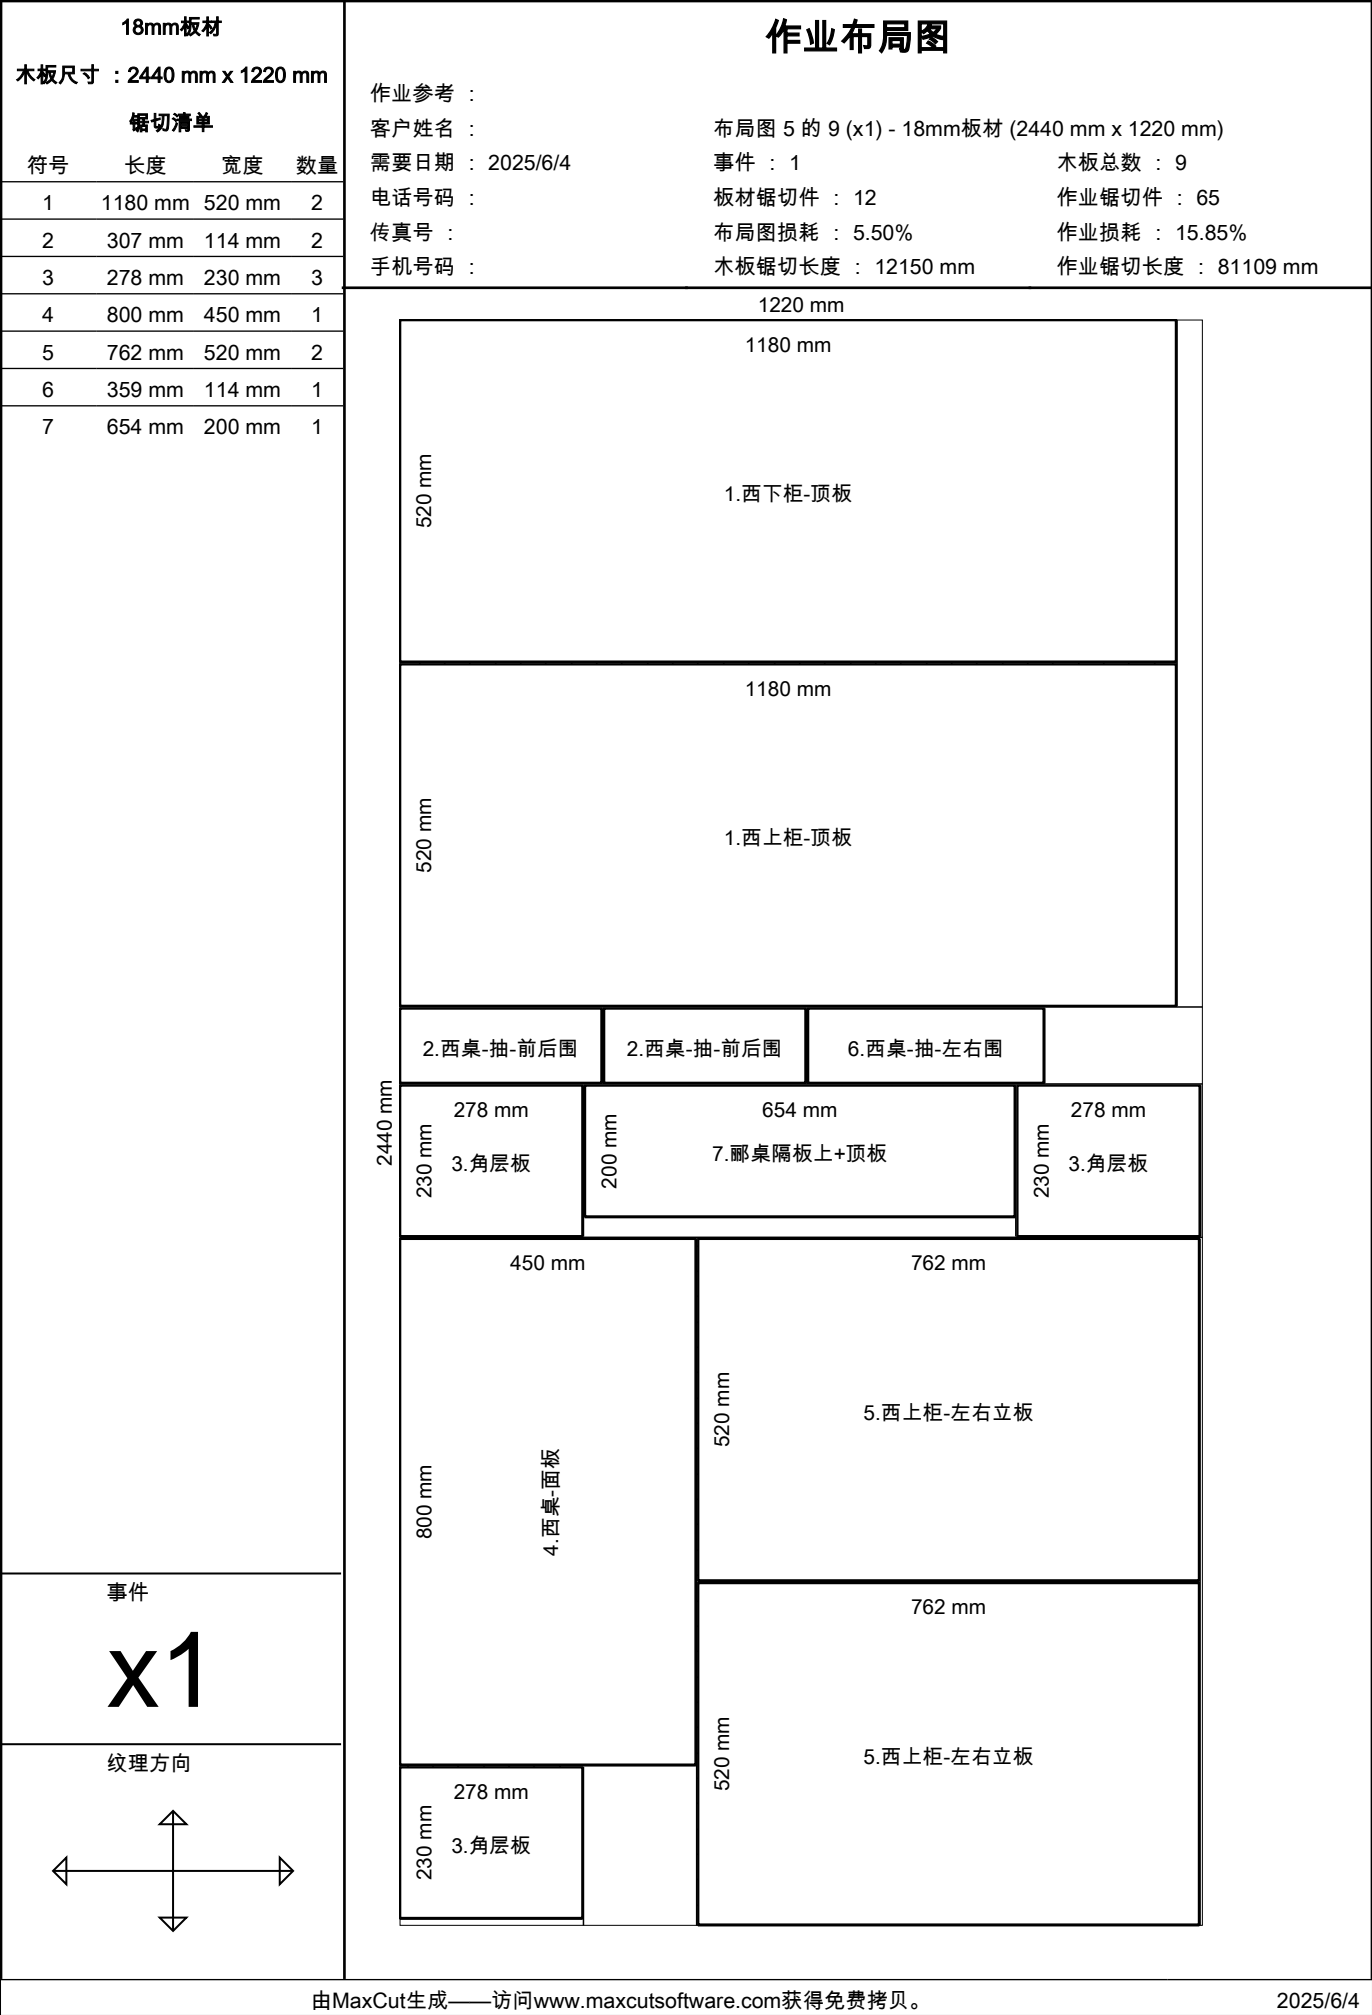 18mm板材
木板尺寸 : 2440 mm x 1220 mm
锯切清单
符号 长度 宽度 数量
1 1180 mm 520 mm 2
2 307 mm 114 mm 2
3 278 mm 230 mm 3
4 800 mm 450 mm 1
5 762 mm 520 mm 2
6 359 mm 114 mm 1
7 654 mm 200 mm 1
作业布局图
作业参考 :
客户姓名 : 布局图 5 的 9 (x1) - 18mm板材 (2440 mm x 1220 mm)
需要日期 : 2025/6/4 事件 : 1 木板总数 : 9
电话号码 : 板材锯切件 : 12 作业锯切件 : 65
传真号 : 布局图损耗 : 5.50% 作业损耗 : 15.85%
手机号码 : 木板锯切长度 : 12150 mm 作业锯切长度 : 81109 mm
1220 mm
1180 mm
520 mm
1.西下柜-顶板
1180 mm
520 mm
1.西上柜-顶板
2.西桌-抽-前后围 2.西桌-抽-前后围 6.西桌-抽-左右围
2440 mm
278 mm 654 mm 278 mm
230 mm 3.角层板 200 mm 7.郦桌隔板上+顶板 230 mm 3.角层板
450 mm 762 mm
520 mm 5.西上柜-左右立板
800 mm 4.西桌-面板
762 mm
520 mm 5.西上柜-左右立板
278 mm
230 mm 3.角层板
事件
x1
纹理方向
由MaxCut生成——访问www.maxcutsoftware.com获得免费拷贝。 2025/6/4